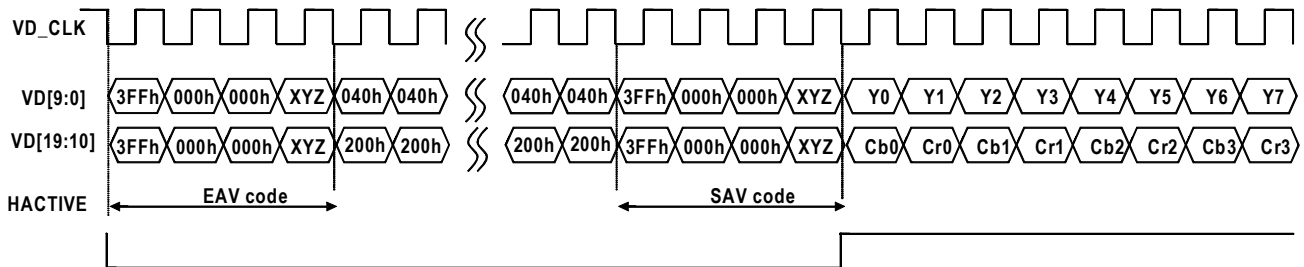 VD_CLK
VD[9:0] 3FFh 000h 000h XYZ 040h 040h 040h 040h 3FFh 000h 000h XYZ Y0 Y1 Y2 Y3 Y4 Y5 Y6 Y7
VD[19:10] 3FFh 000h 000h XYZ 200h 200h 200h 200h 3FFh 000h 000h XYZ Cb0 Cr0 Cb1 Cr1 Cb2 Cr2 Cb3 Cr3
EAV code SAV code
HACTIVE